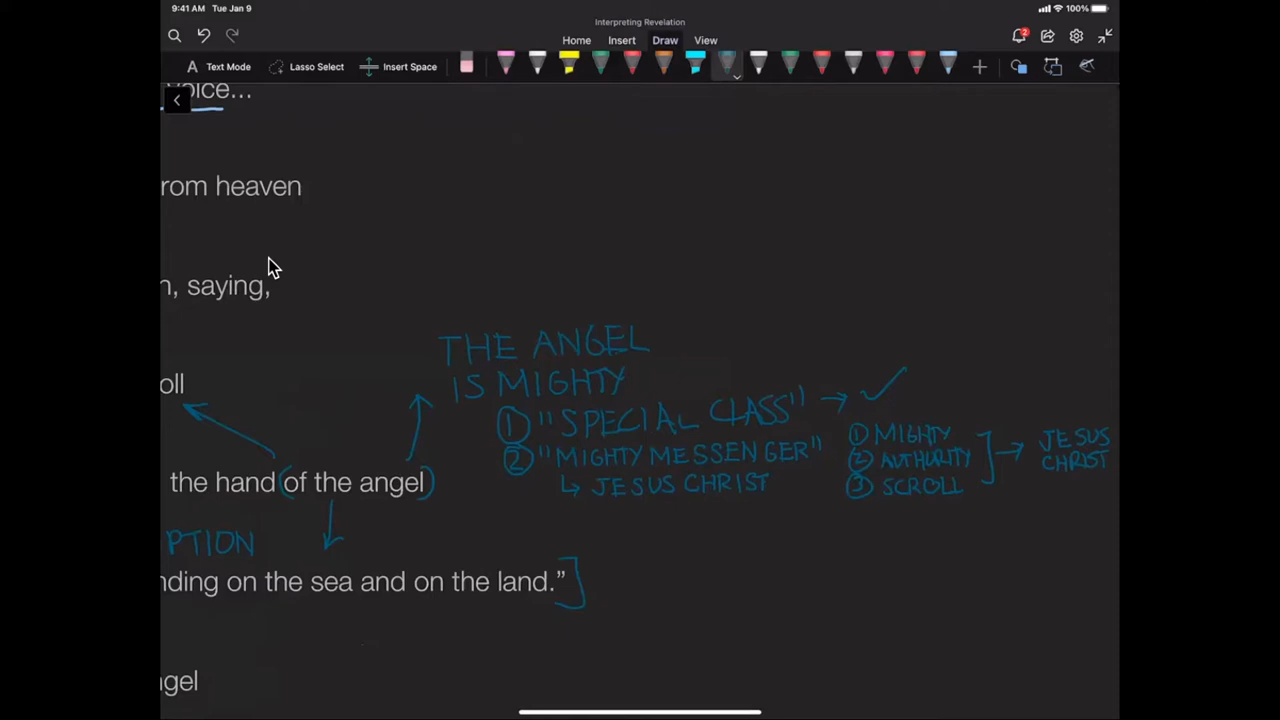 9:41 AM Tue Jan 9
100%
Interpreting Revelation
Home Insert Draw View
2
Text Mode Lasso Select Insert Space
voice...
rom heaven
n, saying,
THE ANGEL
IS MIGHTY
oll
① "SPECIAL CLASS" → ✓
② "MIGHTY MESSENGER"
↳ JESUS CHRIST
① MIGHTY
② AUTHORITY
③ SCROLL
→ JESUS
CHRIST
the hand (of the angel)
PTION
nding on the sea and on the land.”]
gel